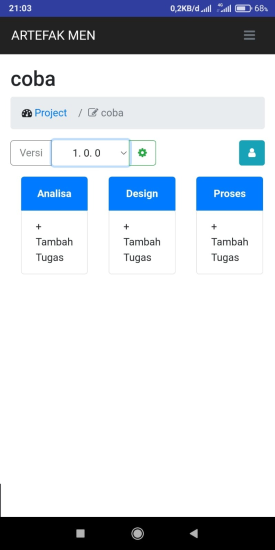 21:03 0,2KB/d 4G 68%
ARTEFAK MEN
coba
Project / coba
Versi 1. 0. 0
Analisa Design Proses
+ + +
Tambah Tambah Tambah
Tugas Tugas Tugas